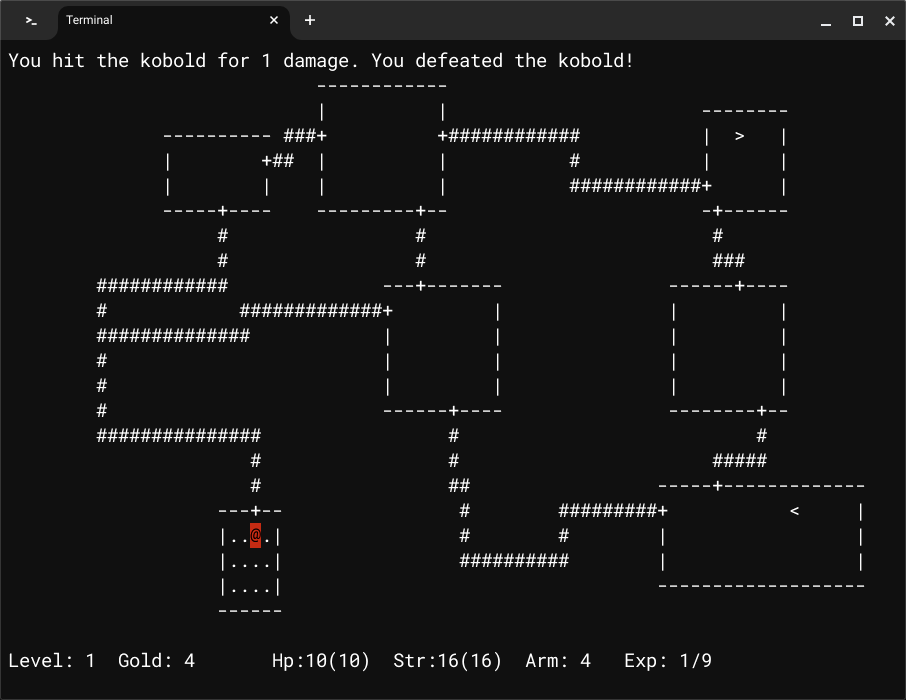 Terminal
You hit the kobold for 1 damage. You defeated the kobold!
                            ------------
                            |          |                       --------
              ---------- ###+          +############           |  >   |
              |        +##  |          |           #           |      |
              |        |    |          |           ############+      |
              -----+----    ---------+--                       -+------
                   #                 #                          #
                   #                 #                          ###
        ############              ---+-------               ------+----
        #            #############+         |               |         |
        ##############            |         |               |         |
        #                         |         |               |         |
        #                         |         |               |         |
        #                         ------+----               --------+--
        ###############                 #                           #
                      #                 #                       #####
                      #                 ##                 -----+-------------
                   ---+--                #        #########+           <     |
                   |..@.|                #        #        |                 |
                   |....|                ##########        |                 |
                   |....|                                  -------------------
                   ------
Level: 1  Gold: 4       Hp:10(10)  Str:16(16)  Arm: 4   Exp: 1/9